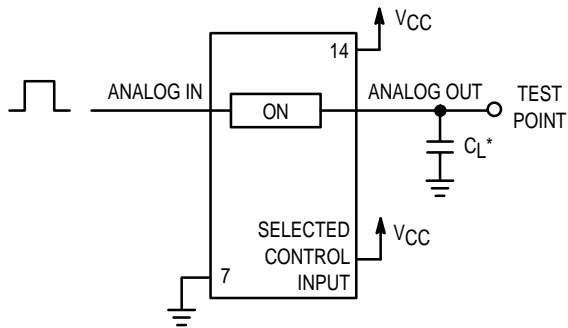 VCC
14
ANALOG IN
ON
ANALOG OUT
TEST
POINT
CL*
SELECTED
CONTROL
INPUT
VCC
7